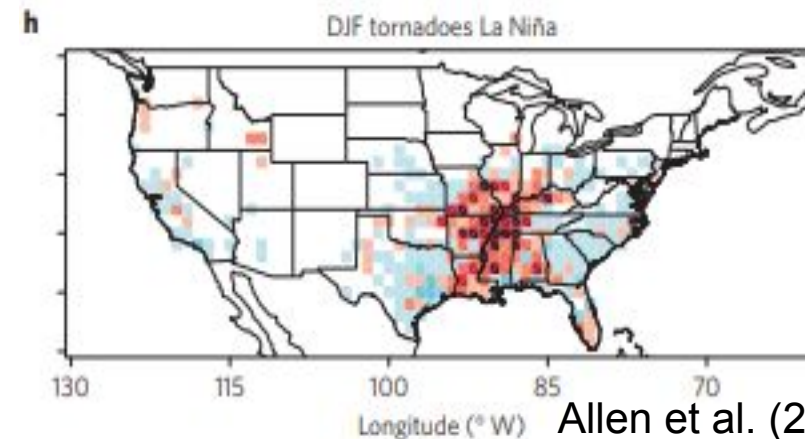 h
DJF tornadoes La Niña
130 115 100 85 70
Longitude (° W)
Allen et al. (2